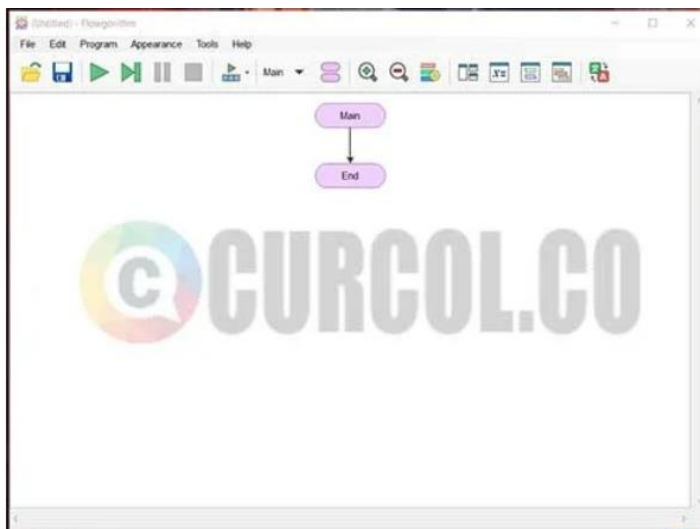 (Untitled) - Flowgorithm
File Edit Program Appearance Tools Help
Main
Main
End
C CURCOL.CO